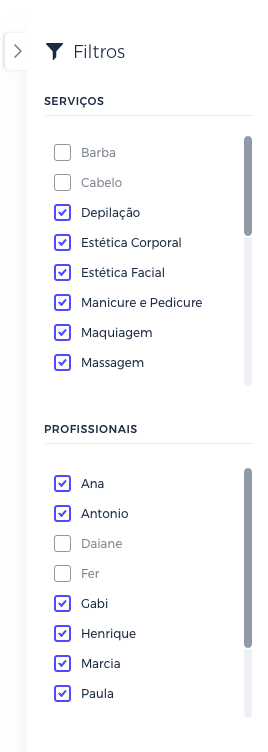 Filtros
SERVIÇOS
Barba
Cabelo
Depilação
Estética Corporal
Estética Facial
Manicure e Pedicure
Maquiagem
Massagem
PROFISSIONAIS
Ana
Antonio
Daiane
Fer
Gabi
Henrique
Marcia
Paula